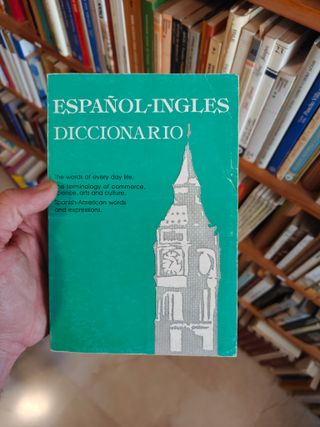 ESPAÑOL-INGLES
DICCIONARIO
The words of every day life.
The terminology of commerce,
science, arts and culture.
Spanish-American words
and expressions.